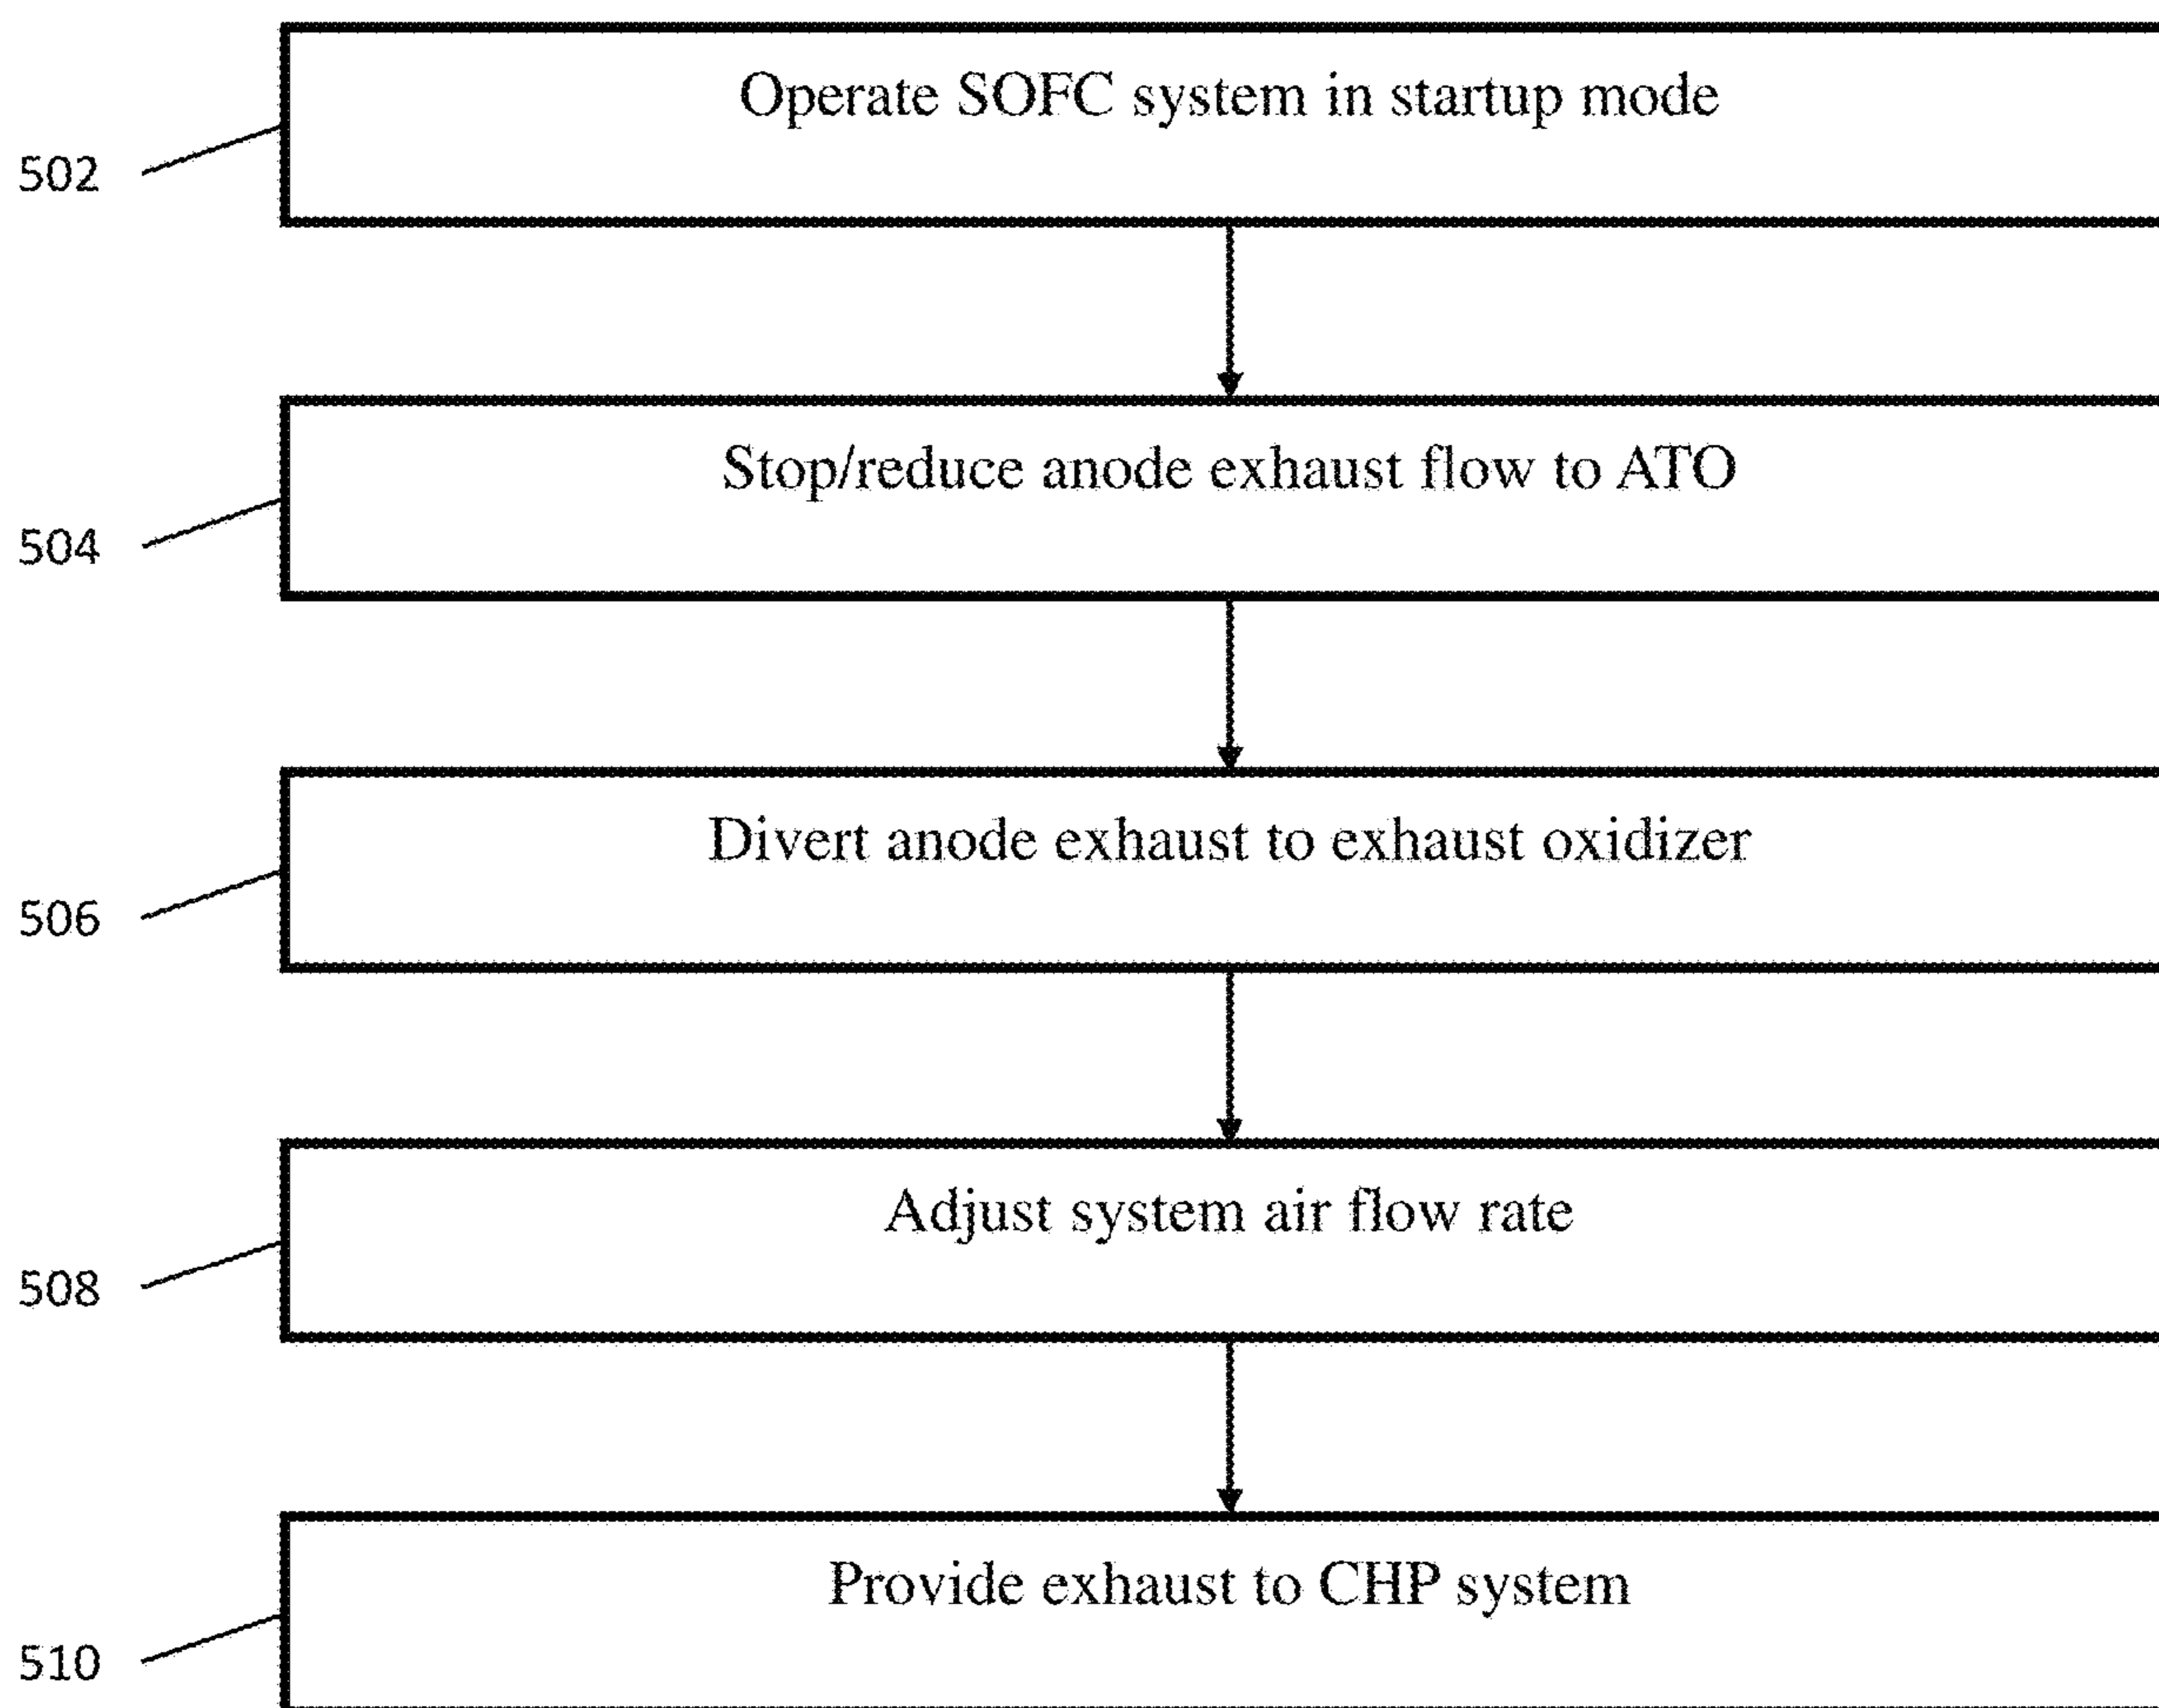 Operate SOFC system in startup mode
502
Stop/reduce anode exhaust flow to ATO
504
Divert anode exhaust to exhaust oxidizer
506
Adjust system air flow rate
508
Provide exhaust to CHP system
510